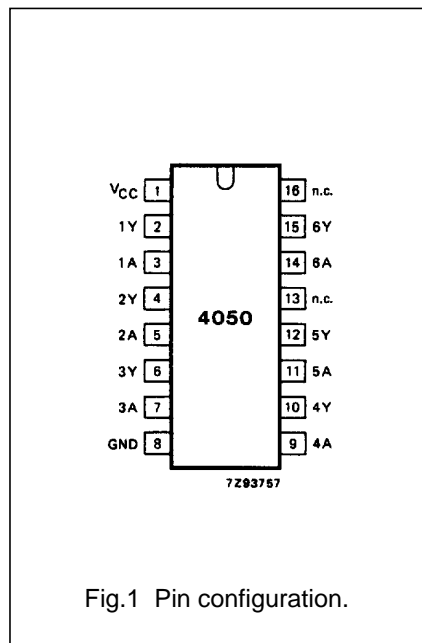 VCC 1 16 n.c.
1Y 2 15 6Y
1A 3 14 6A
2Y 4 13 n.c.
4050
2A 5 12 5Y
3Y 6 11 5A
3A 7 10 4Y
GND 8 9 4A
7Z93757
Fig.1 Pin configuration.